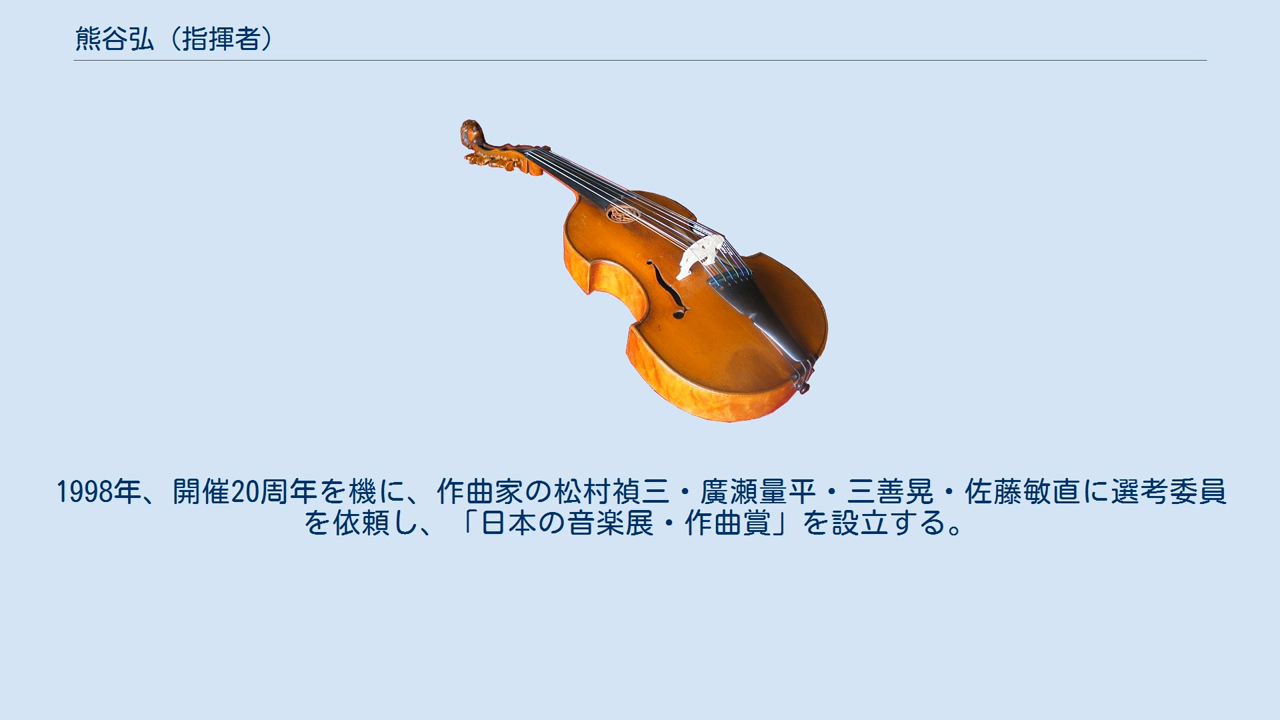 熊谷弘（指揮者）
1998年、開催20周年を機に、作曲家の松村禎三・廣瀬量平・三善晃・佐藤敏直に選考委員
を依頼し、「日本の音楽展・作曲賞」を設立する。